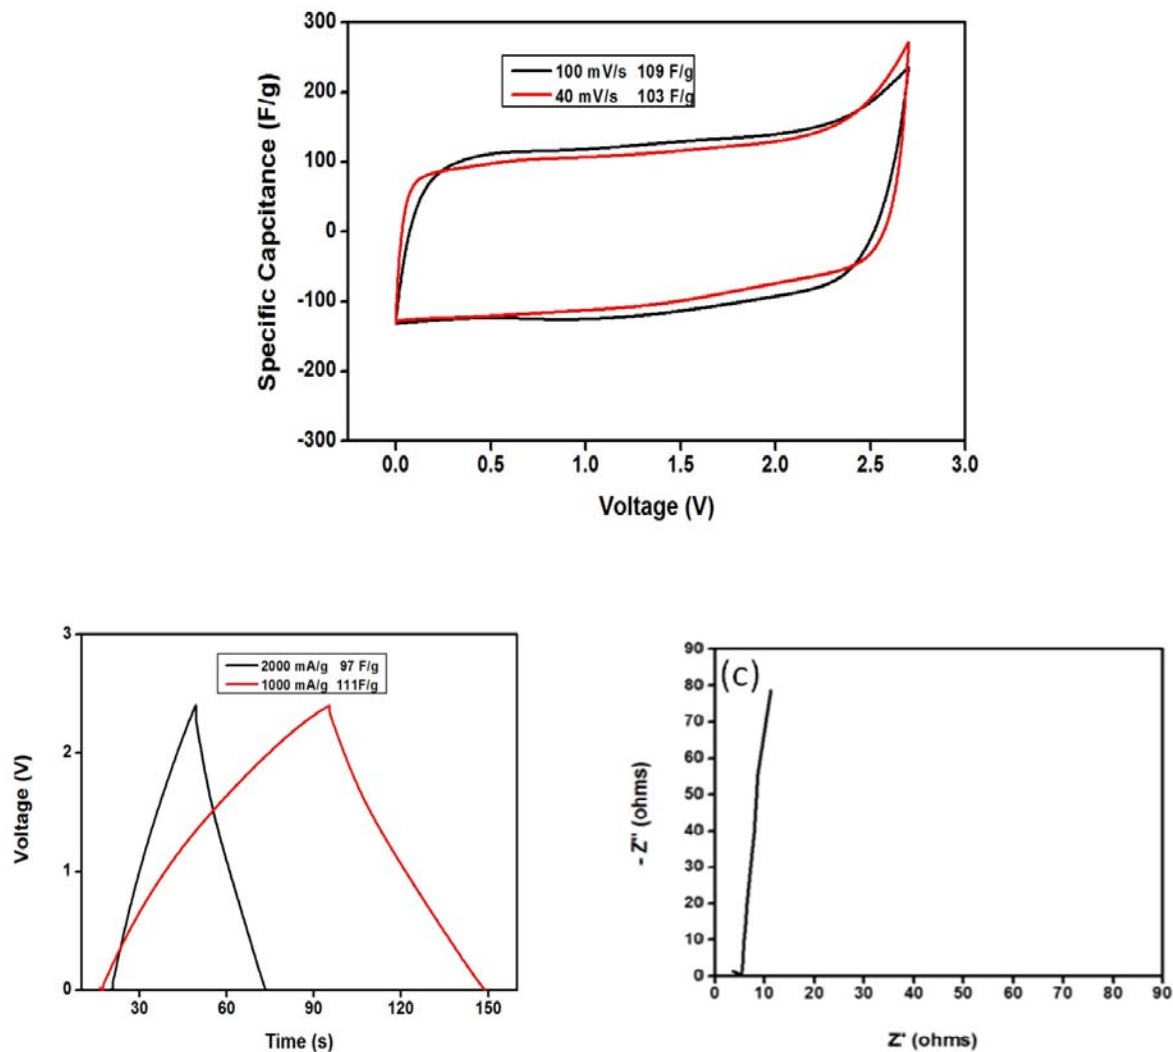 300
200
100
0
-100
-200
-300
Specific Capcitance (F/g)
100 mV/s 109 F/g
40 mV/s 103 F/g
0.0 0.5 1.0 1.5 2.0 2.5 3.0
Voltage (V)
3
2
1
0
Voltage (V)
2000 mA/g 97 F/g
1000 mA/g 111F/g
30 60 90 120 150
Time (s)
(c)
90
80
70
60
50
40
30
20
10
0
- Z'' (ohms)
0 10 20 30 40 50 60 70 80 90
Z' (ohms)